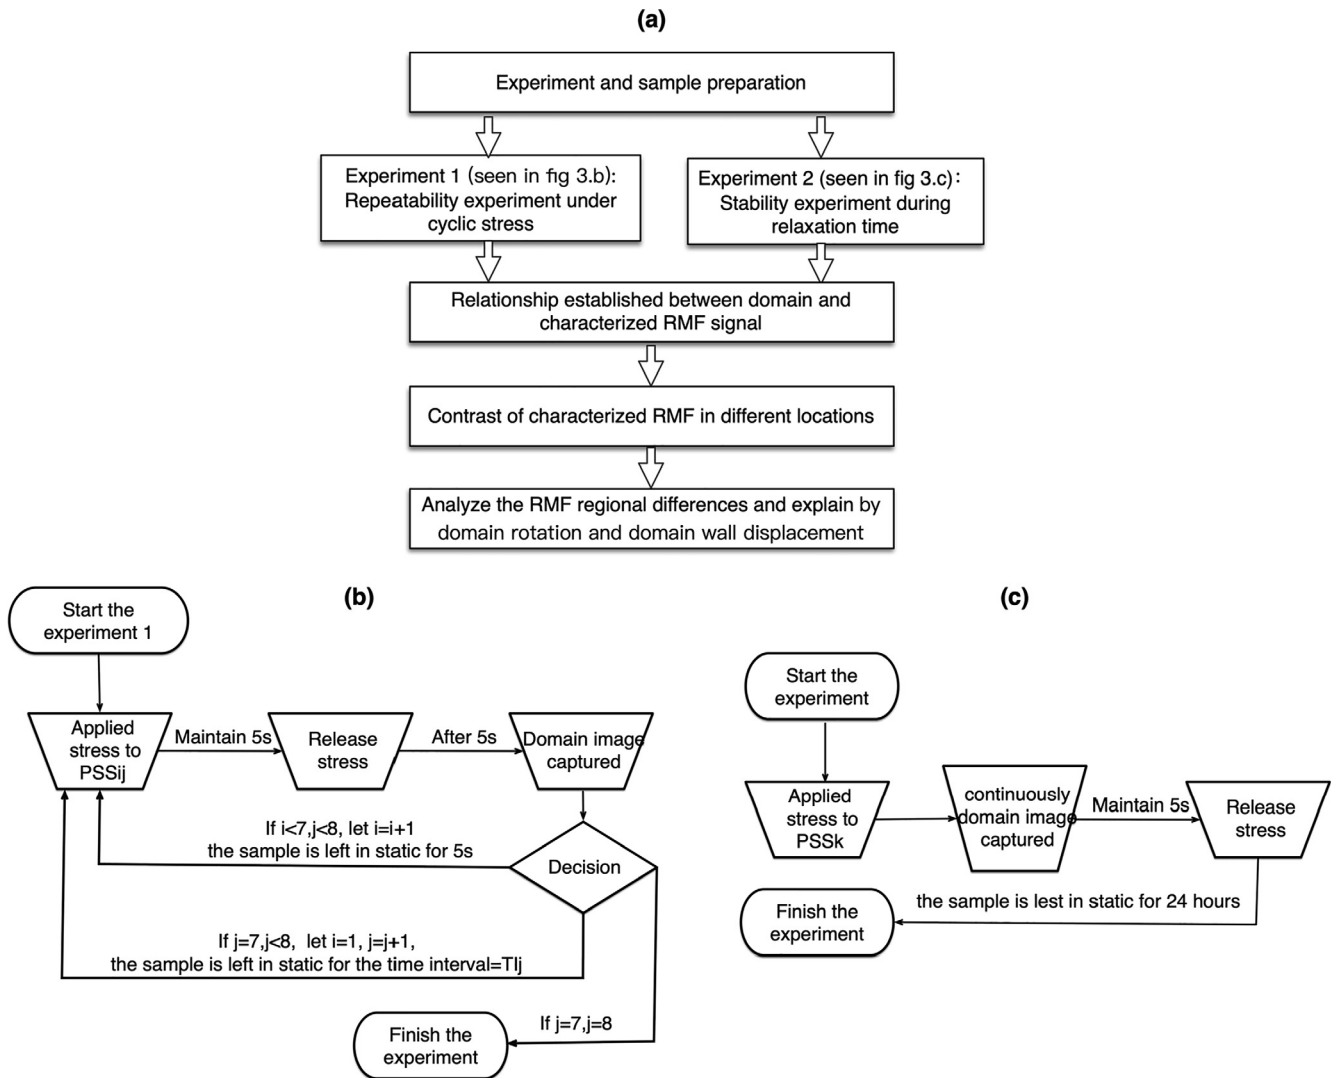 (a)
Experiment and sample preparation
Experiment 1 (seen in fig 3.b):
Repeatability experiment under
cyclic stress
Experiment 2 (seen in fig 3.c):
Stability experiment during
relaxation time
Relationship established between domain and
characterized RMF signal
Contrast of characterized RMF in different locations
Analyze the RMF regional differences and explain by
domain rotation and domain wall displacement
(b)
Start the
experiment 1
Applied
stress to
PSSij
Maintain 5s
Release
stress
After 5s
Domain image
captured
If i<7,j<8, let i=i+1
the sample is left in static for 5s
Decision
If j=7,j<8, let i=1, j=j+1,
the sample is left in static for the time interval=TIj
If j=7,j=8
Finish the
experiment
(c)
Start the
experiment
Applied
stress to
PSSk
continuously
domain image
captured
Maintain 5s
Release
stress
the sample is lest in static for 24 hours
Finish the
experiment